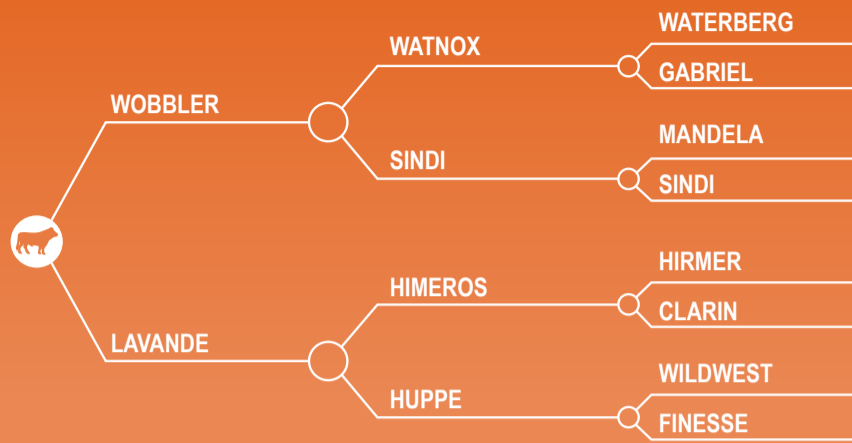 WATERBERG
WATNOX
GABRIEL
WOBBLER
MANDELA
SINDI
SINDI
HIRMER
HIMEROS
CLARIN
LAVANDE
WILDWEST
HUPPE
FINESSE